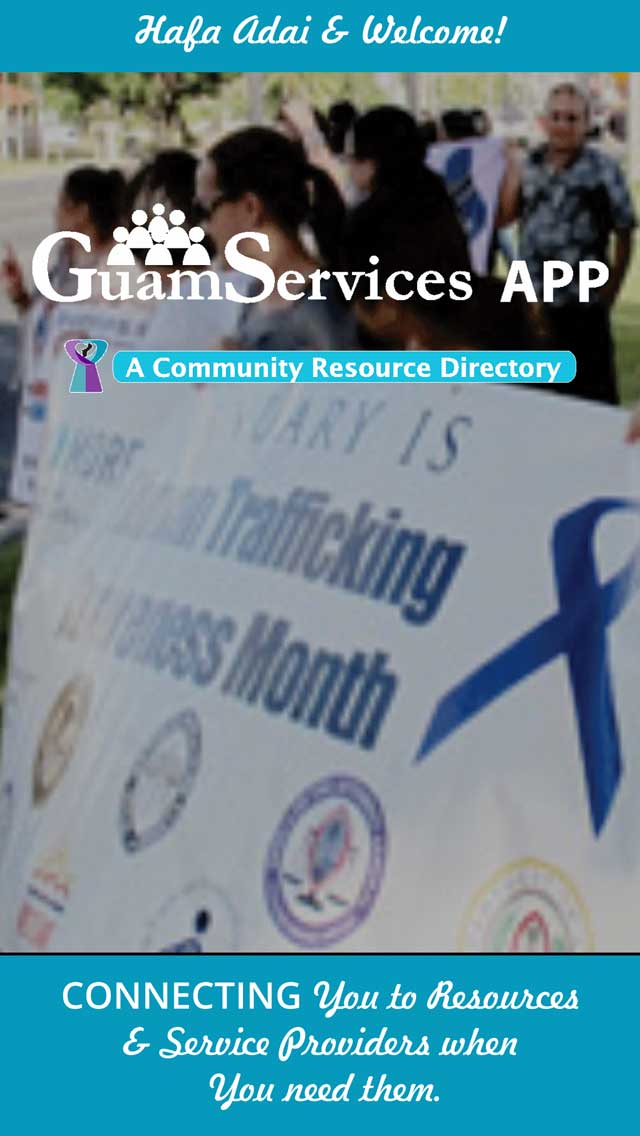 Hafa Adai & Welcome!
GuamServices APP
A Community Resource Directory
IS
Trafficking
Month
CONNECTING You to Resources
& Service Providers when
You need them.